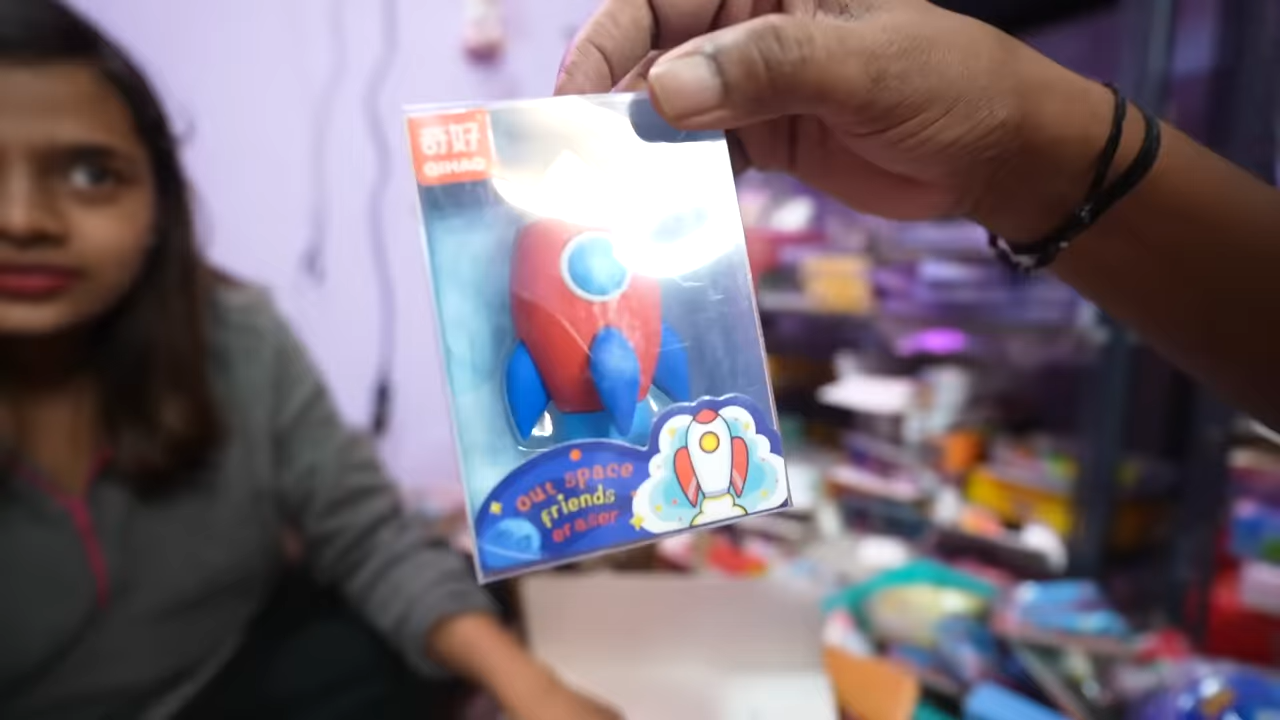 奇好
QIHAO
out space
friends
eraser